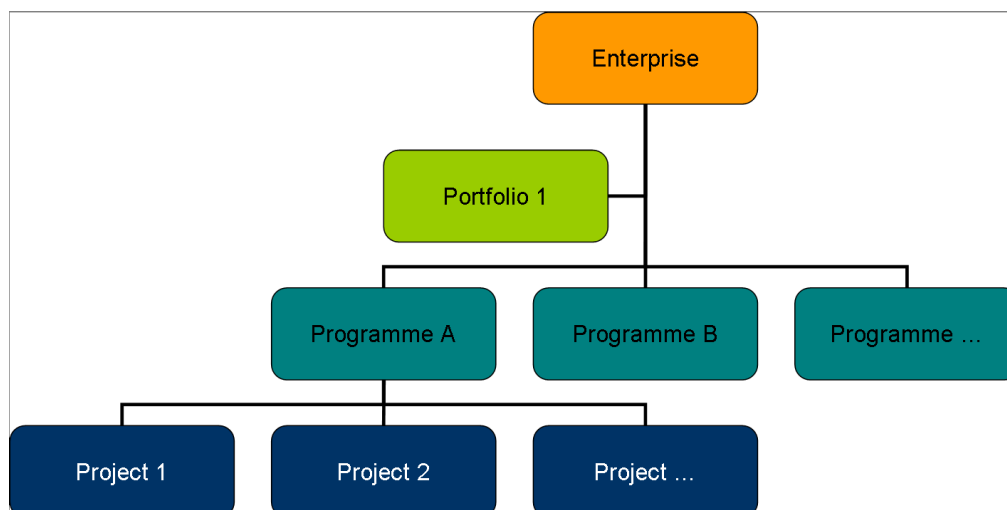 Enterprise
Portfolio 1
Programme A
Programme B
Programme ...
Project 1
Project 2
Project ...